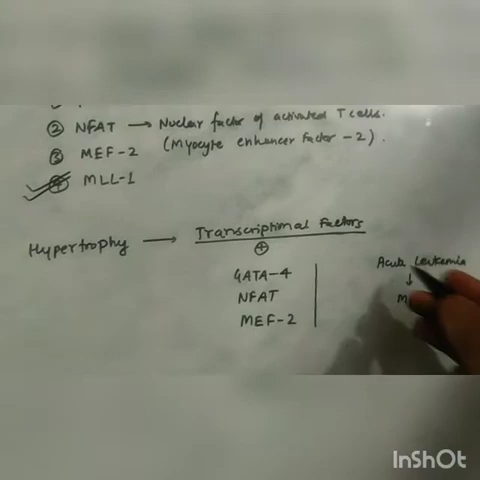 ② NFAT → Nuclear factor of activated T cells.
③ MEF-2 (Myocyte enhancer factor -2).
④ MLL-1
Hypertrophy → Transcriptional Factors
⊕
GATA-4
NFAT
MEF-2
Acute Leukemia
↓
M
InShOt